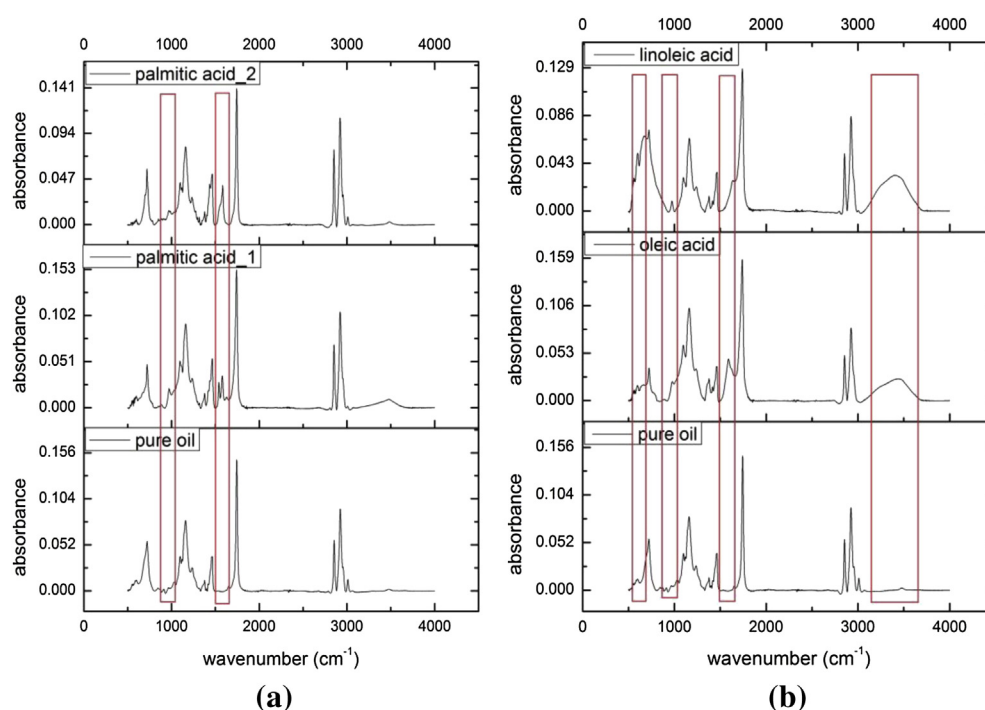 0 1000 2000 3000 4000
palmitic acid_2
0.141
0.094
0.047
0.000
absorbance
palmitic acid_1
0.153
0.102
0.051
0.000
absorbance
pure oil
0.156
0.104
0.052
0.000
absorbance
0 1000 2000 3000 4000
wavenumber (cm⁻¹)
(a)
0 1000 2000 3000 4000
linoleic acid
0.129
0.086
0.043
0.000
absorbance
oleic acid
0.159
0.106
0.053
0.000
absorbance
pure oil
0.156
0.104
0.052
0.000
absorbance
0 1000 2000 3000 4000
wavenumber (cm⁻¹)
(b)